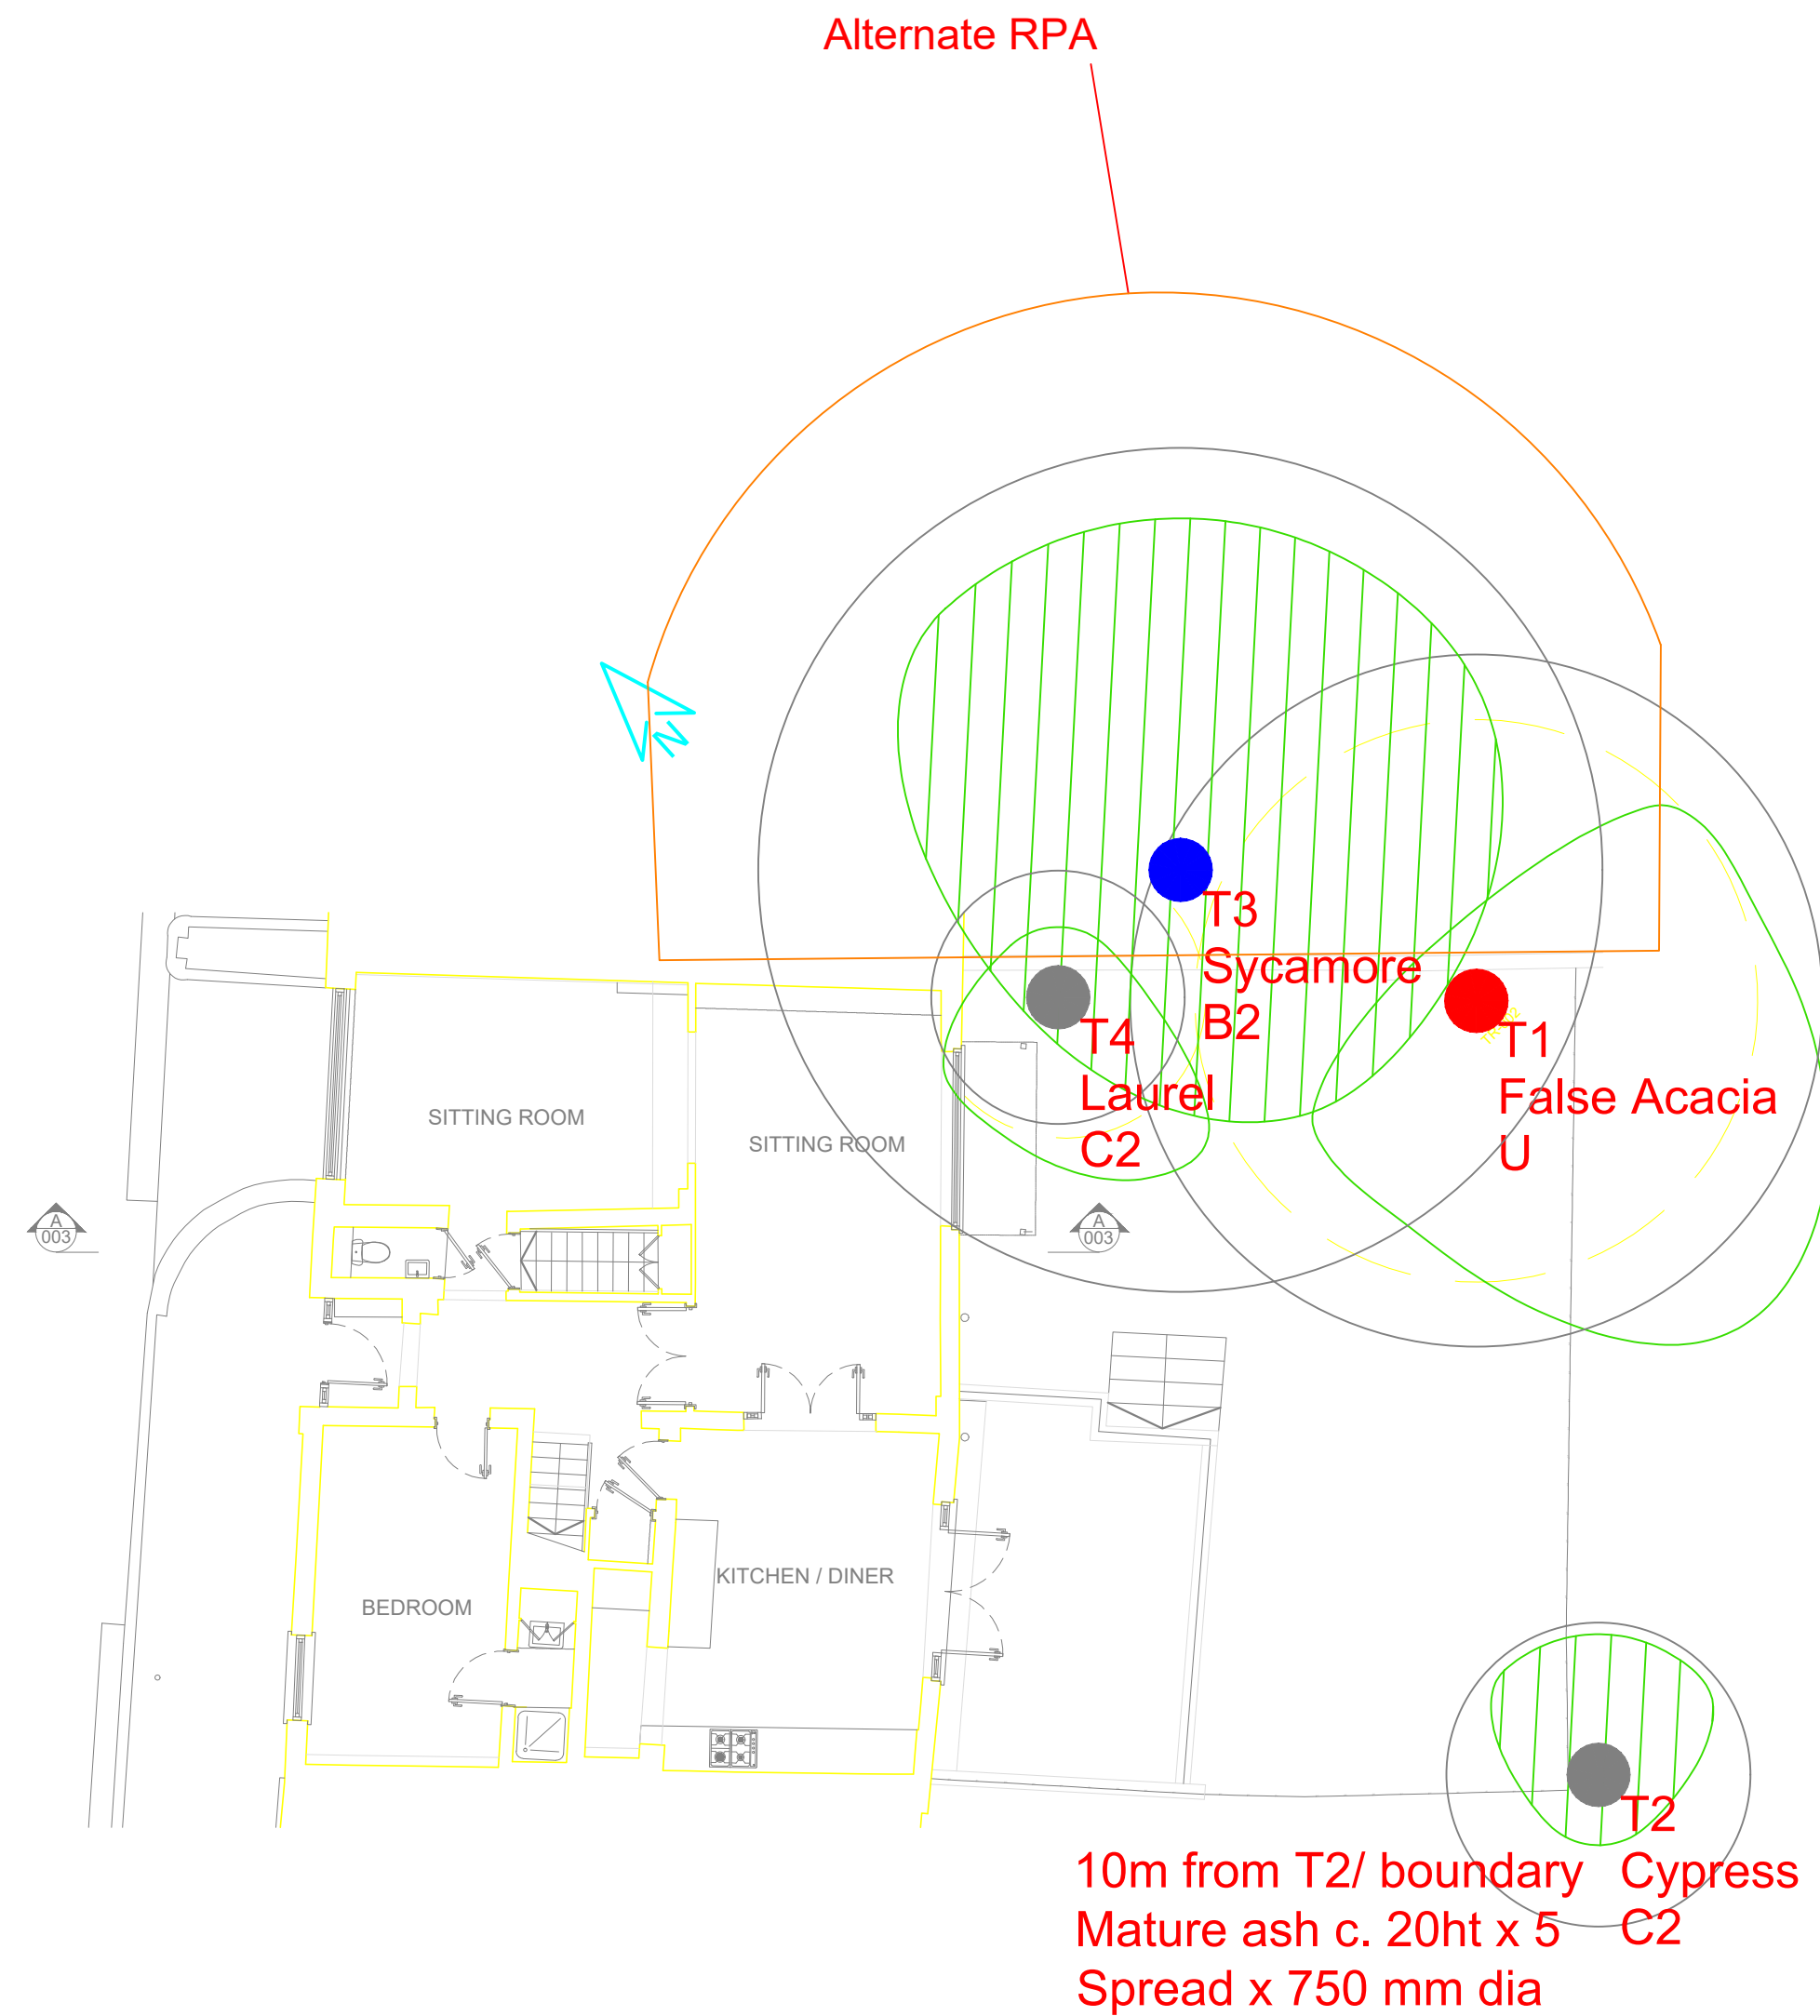 Alternate RPA
N
T3
Sycamore
B2
T4
Laurel
C2
T1
False Acacia
U
SITTING ROOM
SITTING ROOM
A
003
A
003
KITCHEN / DINER
BEDROOM
T2
Cypress
C2
10m from T2/ boundary
Mature ash c. 20ht x 5
Spread x 750 mm dia